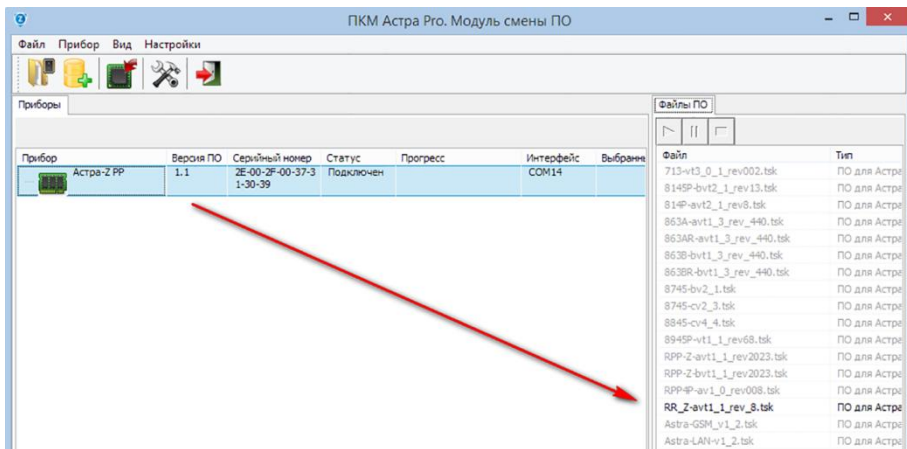 ПКМ Астра Pro. Модуль смены ПО
Файл Прибор Вид Настройки
Приборы
Файлы ПО
Прибор Версия ПО Серийный номер Статус Прогресс Интерфейс Выбранн
Астра-Z РР 1.1 2E-00-2F-00-37-3 Подключен COM14
1-30-39
Файл Тип
713-vt3_0_1_rev002.tsk ПО для Астра
8145P-bvt2_1_rev13.tsk ПО для Астра
814P-avt2_1_rev8.tsk ПО для Астра
863A-avt1_3_rev_440.tsk ПО для Астра
863AR-avt1_3_rev_440.tsk ПО для Астра
863B-bvt1_3_rev_440.tsk ПО для Астра
863BR-bvt1_3_rev_440.tsk ПО для Астра
8745-bv2_1.tsk ПО для Астра
8745-cv2_3.tsk ПО для Астра
8845-cv4_4.tsk ПО для Астра
8945P-vt1_1_rev68.tsk ПО для Астра
RPP-Z-avt1_1_rev2023.tsk ПО для Астра
RPP-Z-bvt1_1_rev2023.tsk ПО для Астра
RPP4P-av1_0_rev008.tsk ПО для Астра
RR_Z-avt1_1_rev_8.tsk ПО для Астра
Astra-GSM_v1_2.tsk ПО для Астра
Astra-LAN-v1_2.tsk ПО для Астра